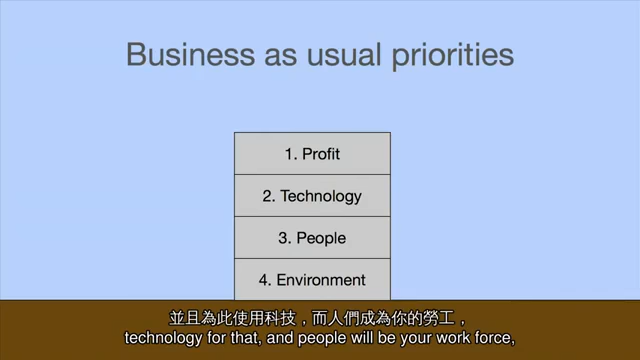 Business as usual priorities
1. Profit
2. Technology
3. People
4. Environment
並且為此使用科技，而人們成為你的勞工，
technology for that, and people will be your work force,